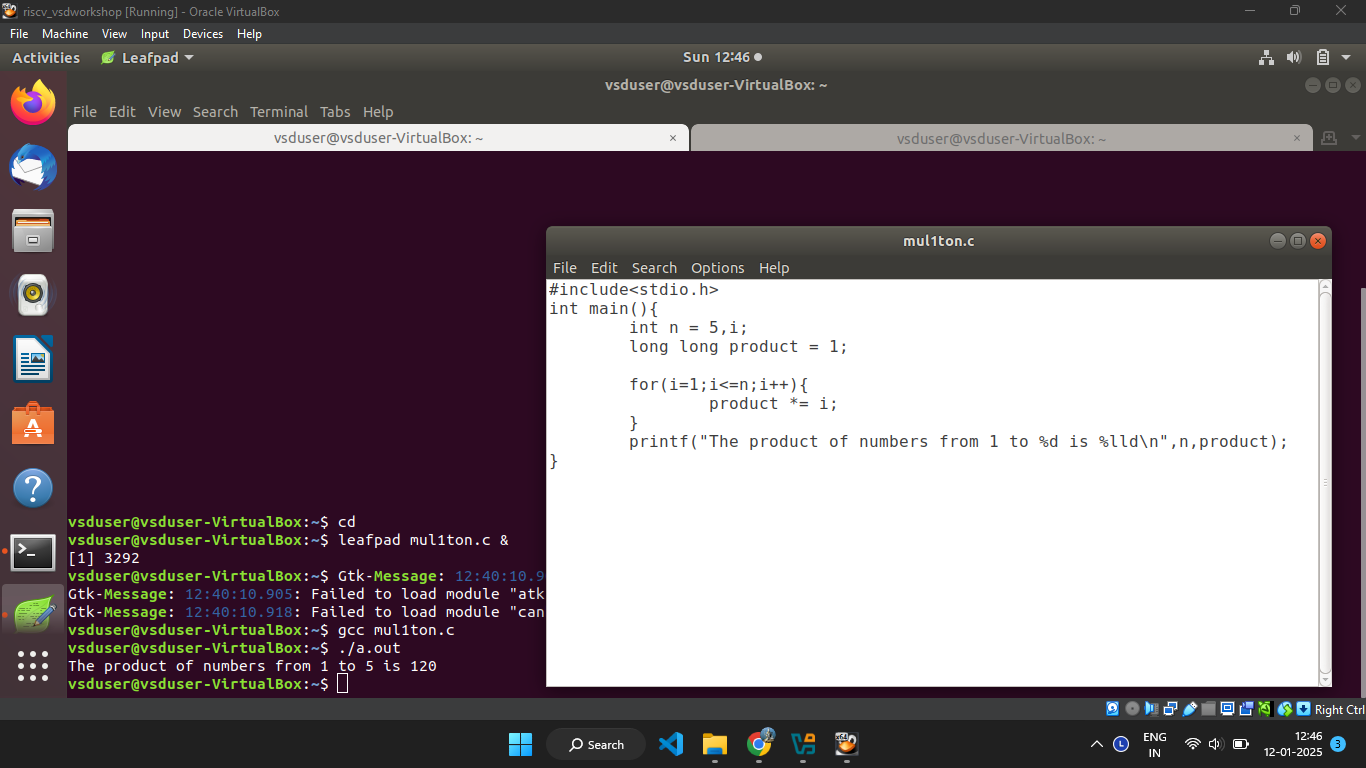 riscv_vsdworkshop [Running] - Oracle VirtualBox
File Machine View Input Devices Help
Activities Leafpad Sun 12:46
vsduser@vsduser-VirtualBox: ~
File Edit View Search Terminal Tabs Help
vsduser@vsduser-VirtualBox: ~ × vsduser@vsduser-VirtualBox: ~ ×
mul1ton.c
File Edit Search Options Help
#include<stdio.h>
int main(){
        int n = 5,i;
        long long product = 1;
        for(i=1;i<=n;i++){
                product *= i;
        }
        printf("The product of numbers from 1 to %d is %lld\n",n,product);
}
vsduser@vsduser-VirtualBox:~$ cd
vsduser@vsduser-VirtualBox:~$ leafpad mul1ton.c &
[1] 3292
vsduser@vsduser-VirtualBox:~$ Gtk-Message: 12:40:10.9
Gtk-Message: 12:40:10.905: Failed to load module "atk
Gtk-Message: 12:40:10.918: Failed to load module "can
vsduser@vsduser-VirtualBox:~$ gcc mul1ton.c
vsduser@vsduser-VirtualBox:~$ ./a.out
The product of numbers from 1 to 5 is 120
vsduser@vsduser-VirtualBox:~$
Right Ctrl
Search
ENG
IN
12:46
12-01-2025
3